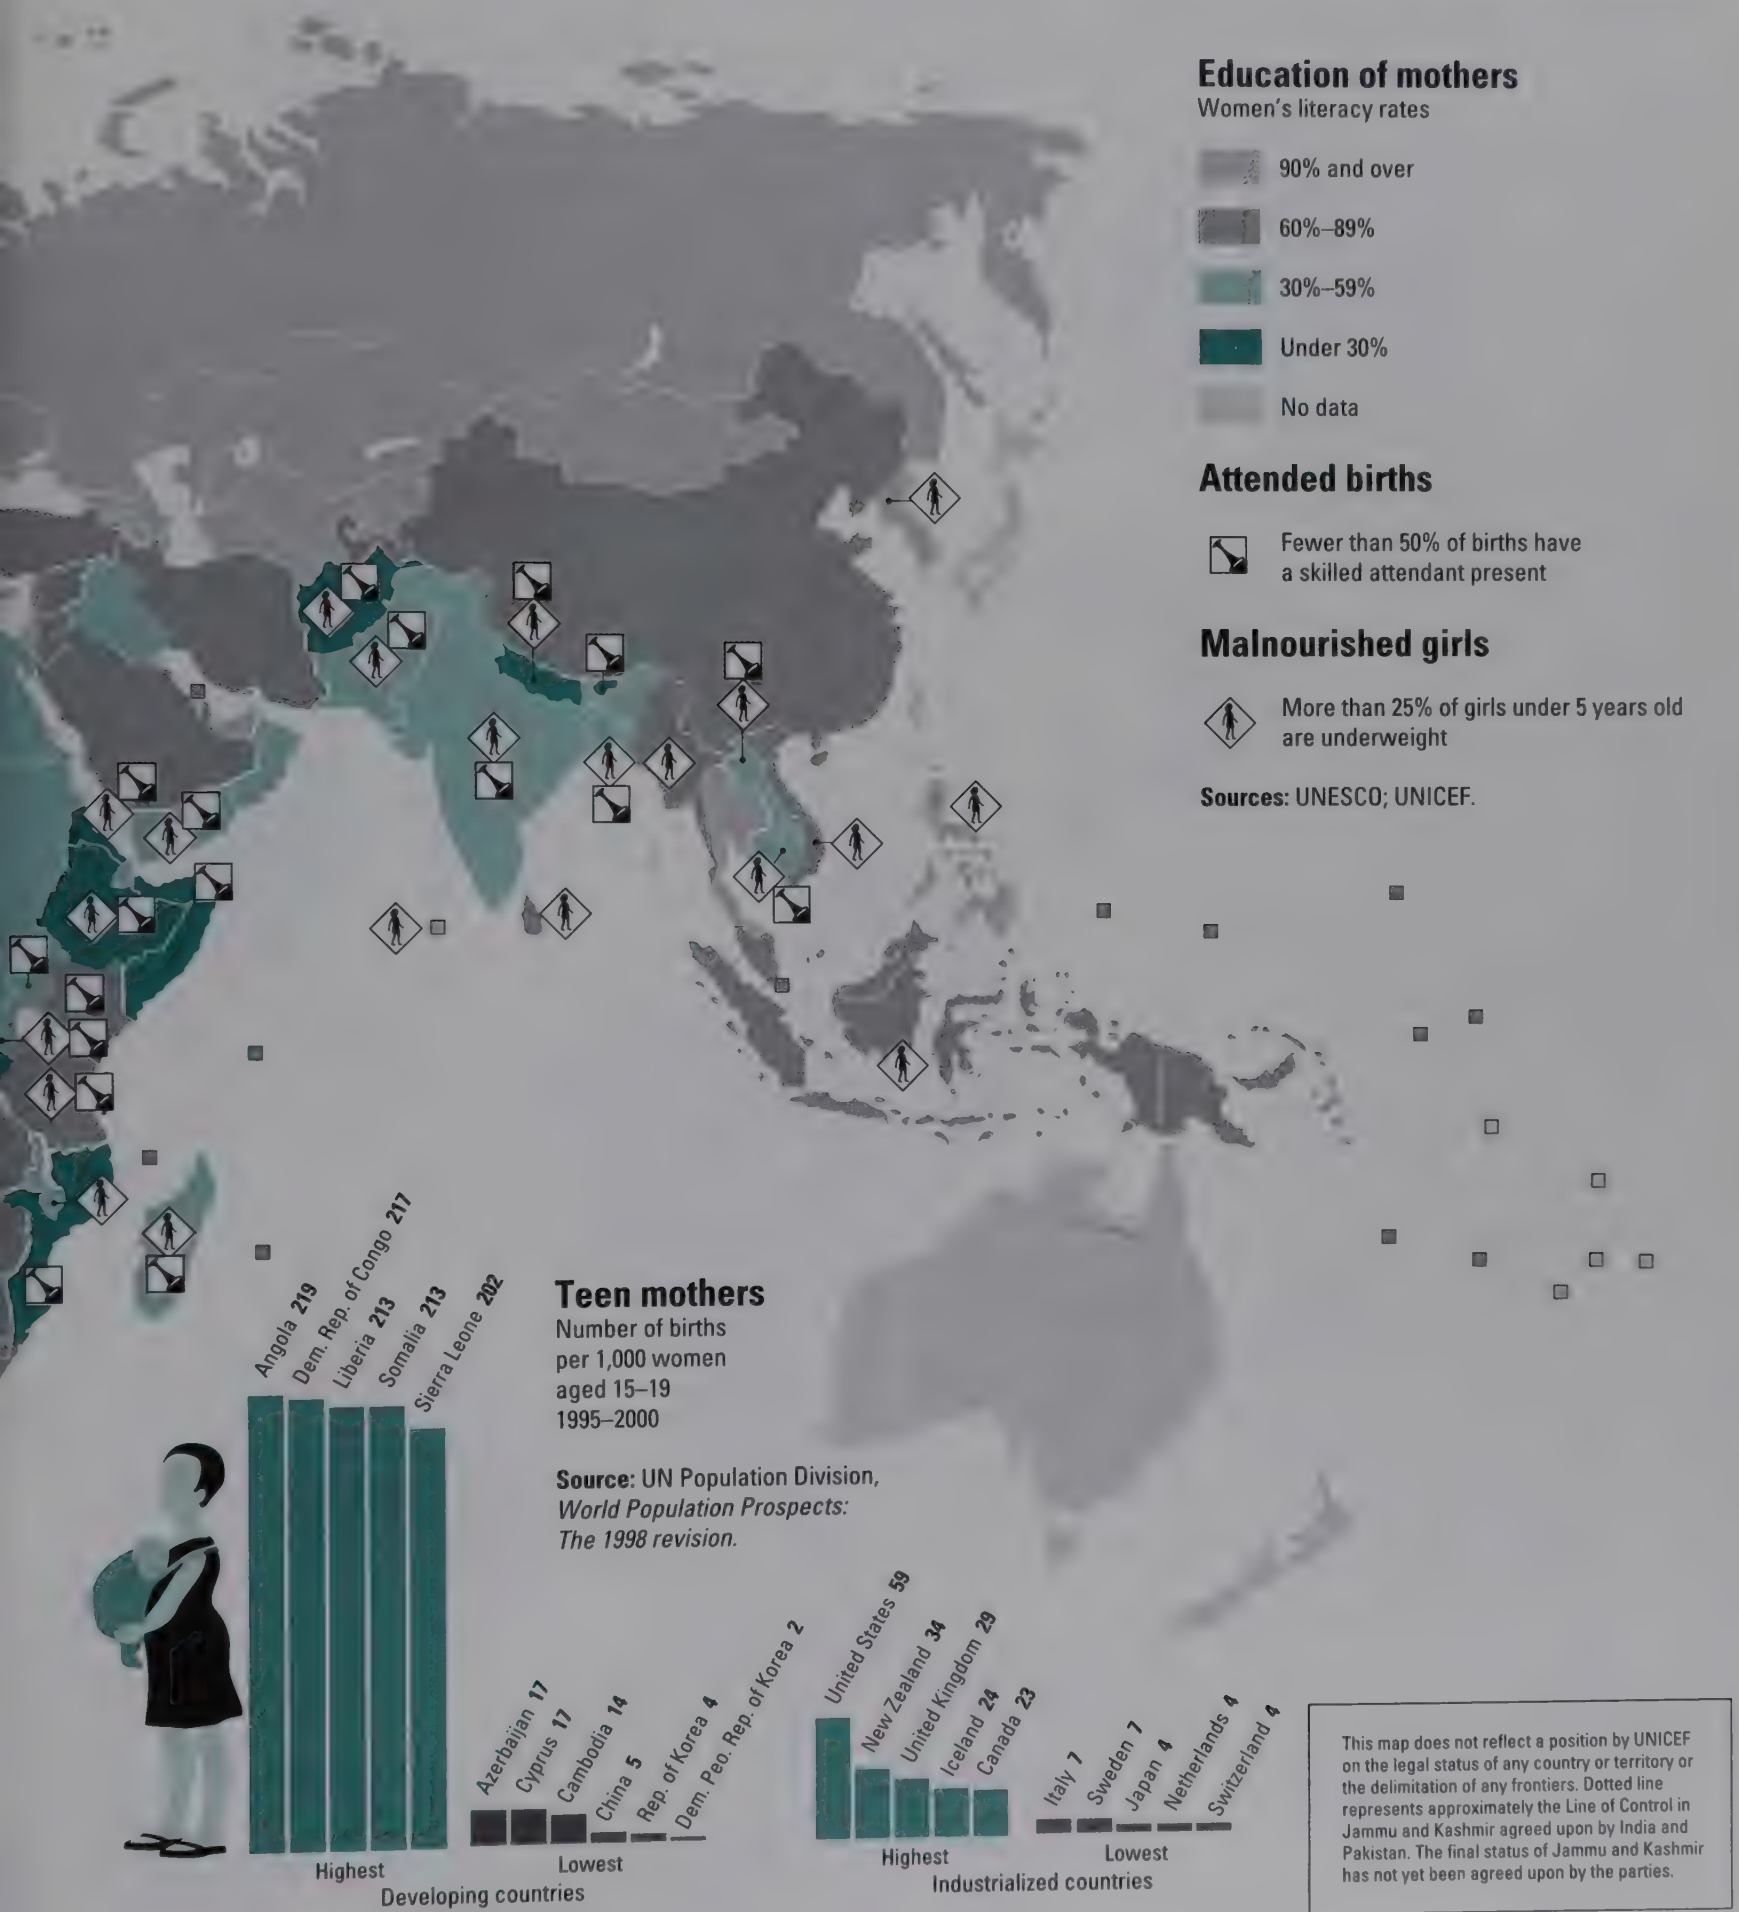 Education of mothers
Women's literacy rates
90% and over
60%–89%
30%–59%
Under 30%
No data
Attended births
Fewer than 50% of births have
a skilled attendant present
Malnourished girls
More than 25% of girls under 5 years old
are underweight
Sources: UNESCO; UNICEF.
Teen mothers
Number of births
per 1,000 women
aged 15–19
1995–2000
Source: UN Population Division,
World Population Prospects:
The 1998 revision.
Angola 219
Dem. Rep. of Congo 217
Liberia 213
Somalia 213
Sierra Leone 202
Azerbaijan 17
Cyprus 17
Cambodia 14
China 5
Rep. of Korea 4
Dem. Peo. Rep. of Korea 2
Highest
Lowest
Developing countries
United States 59
New Zealand 34
United Kingdom 29
Iceland 24
Canada 23
Italy 7
Sweden 7
Japan 4
Netherlands 4
Switzerland 4
Highest
Lowest
Industrialized countries
This map does not reflect a position by UNICEF
on the legal status of any country or territory or
the delimitation of any frontiers. Dotted line
represents approximately the Line of Control in
Jammu and Kashmir agreed upon by India and
Pakistan. The final status of Jammu and Kashmir
has not yet been agreed upon by the parties.